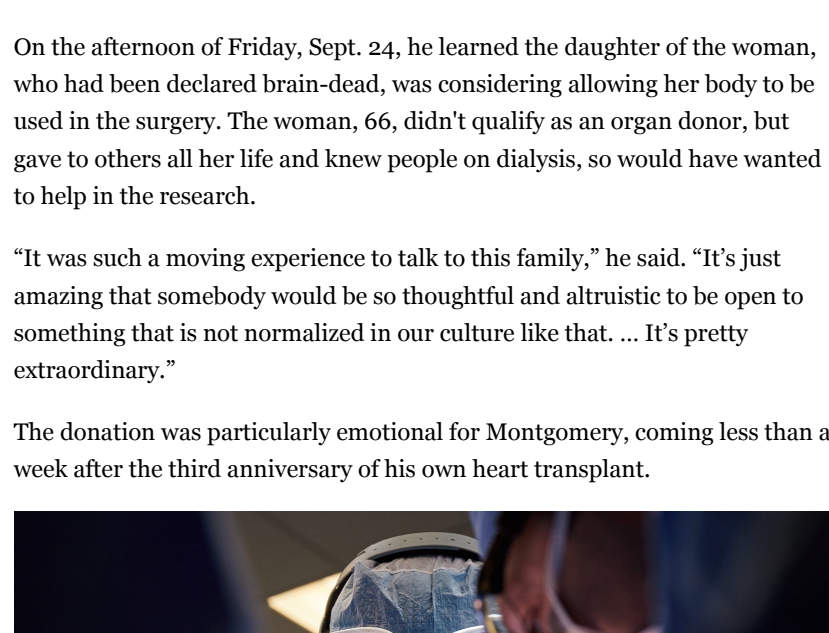 On the afternoon of Friday, Sept. 24, he learned the daughter of the woman,
who had been declared brain-dead, was considering allowing her body to be
used in the surgery. The woman, 66, didn't qualify as an organ donor, but
gave to others all her life and knew people on dialysis, so would have wanted
to help in the research.
“It was such a moving experience to talk to this family,” he said. “It’s just
amazing that somebody would be so thoughtful and altruistic to be open to
something that is not normalized in our culture like that. ... It’s pretty
extraordinary.”
The donation was particularly emotional for Montgomery, coming less than a
week after the third anniversary of his own heart transplant.